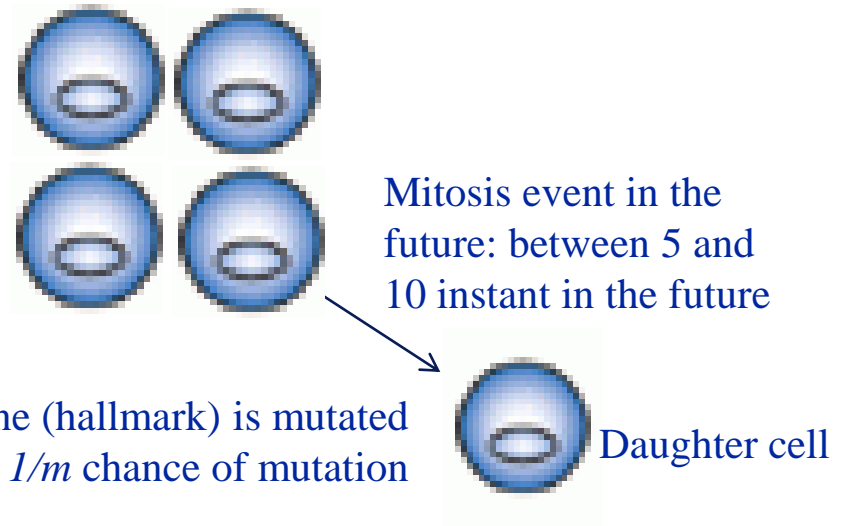 Mitosis event in the
future: between 5 and
10 instant in the future
ne (hallmark) is mutated
1/m chance of mutation
Daughter cell